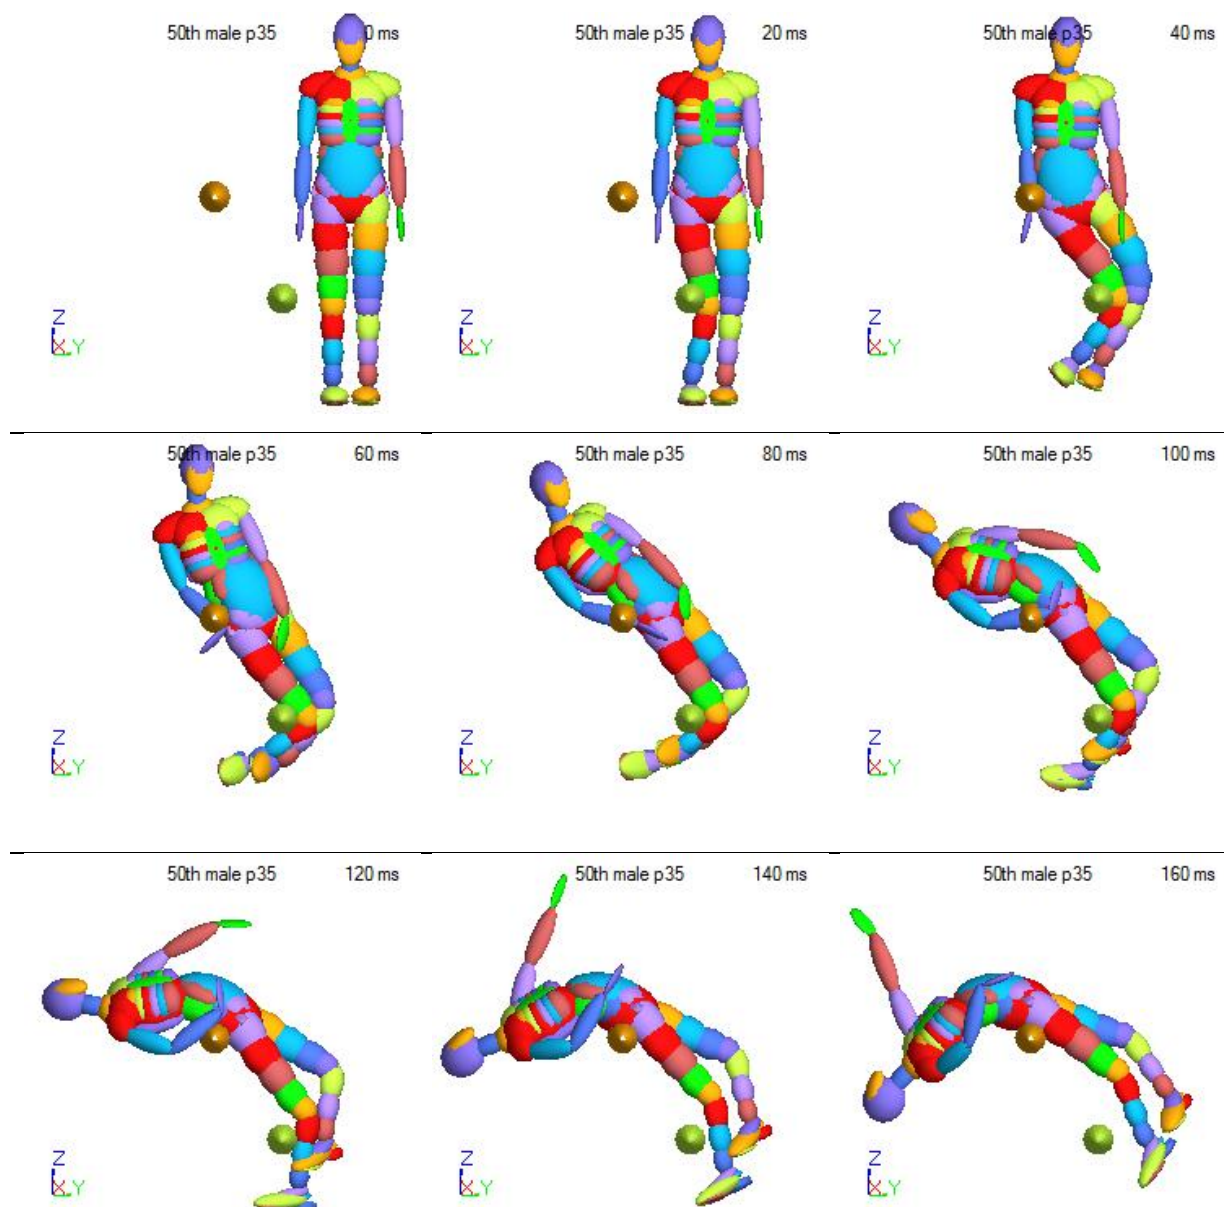 50th male p35 0 ms
50th male p35 20 ms
50th male p35 40 ms
Z
X Y
Z
X Y
Z
X Y
50th male p35 60 ms
50th male p35 80 ms
50th male p35 100 ms
Z
X Y
Z
X Y
Z
X Y
50th male p35 120 ms
50th male p35 140 ms
50th male p35 160 ms
Z
X Y
Z
X Y
Z
X Y